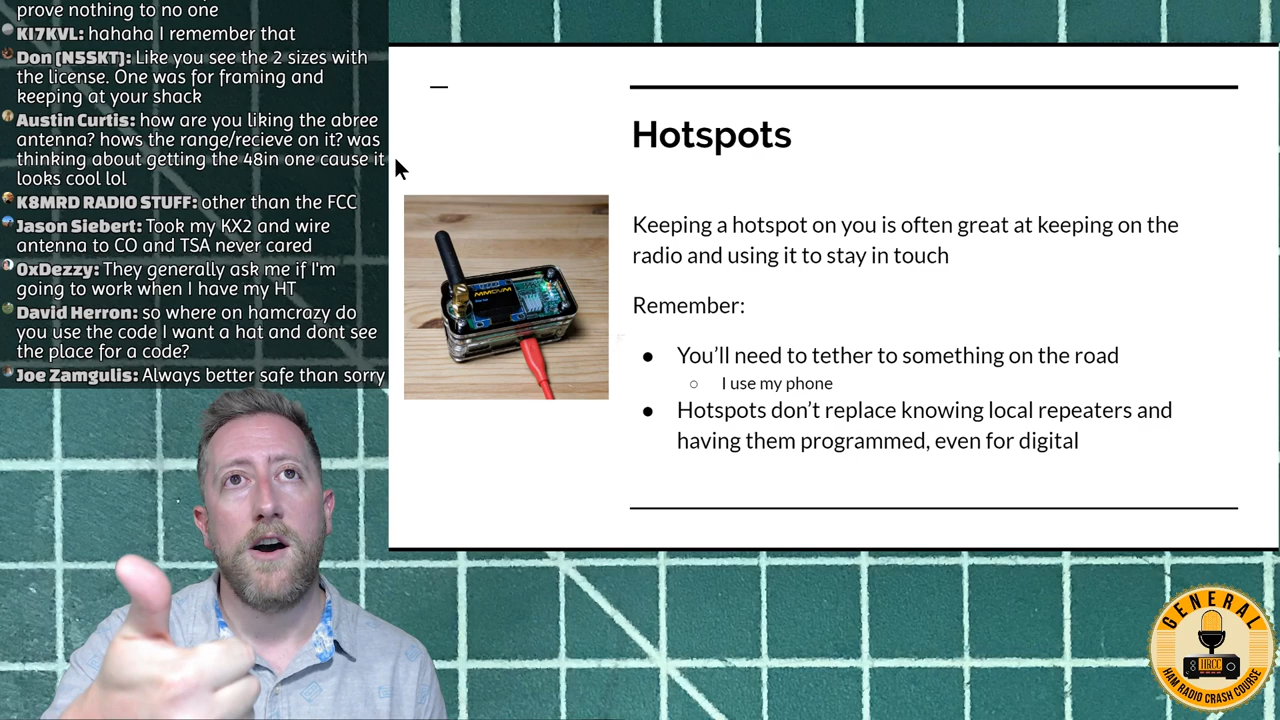 prove nothing to no one
KI7KVL: hahaha I remember that
Don [N5SKT]: Like you see the 2 sizes with
the license. One was for framing and
keeping at your shack
Austin Curtis: how are you liking the abree
antenna? hows the range/recieve on it? was
thinking about getting the 48in one cause it
looks cool lol
K8MRD RADIO STUFF: other than the FCC
Jason Siebert: Took my KX2 and wire
antenna to CO and TSA never cared
0xDezzy: They generally ask me if I'm
going to work when I have my HT
David Herron: so where on hamcrazy do
you use the code I want a hat and dont see
the place for a code?
Joe Zamgulis: Always better safe than sorry
Hotspots
Keeping a hotspot on you is often great at keeping on the
radio and using it to stay in touch
Remember:
● You’ll need to tether to something on the road
○ I use my phone
● Hotspots don’t replace knowing local repeaters and
having them programmed, even for digital
MMDVM
GENERAL
HRCC
HAM RADIO CRASH COURSE